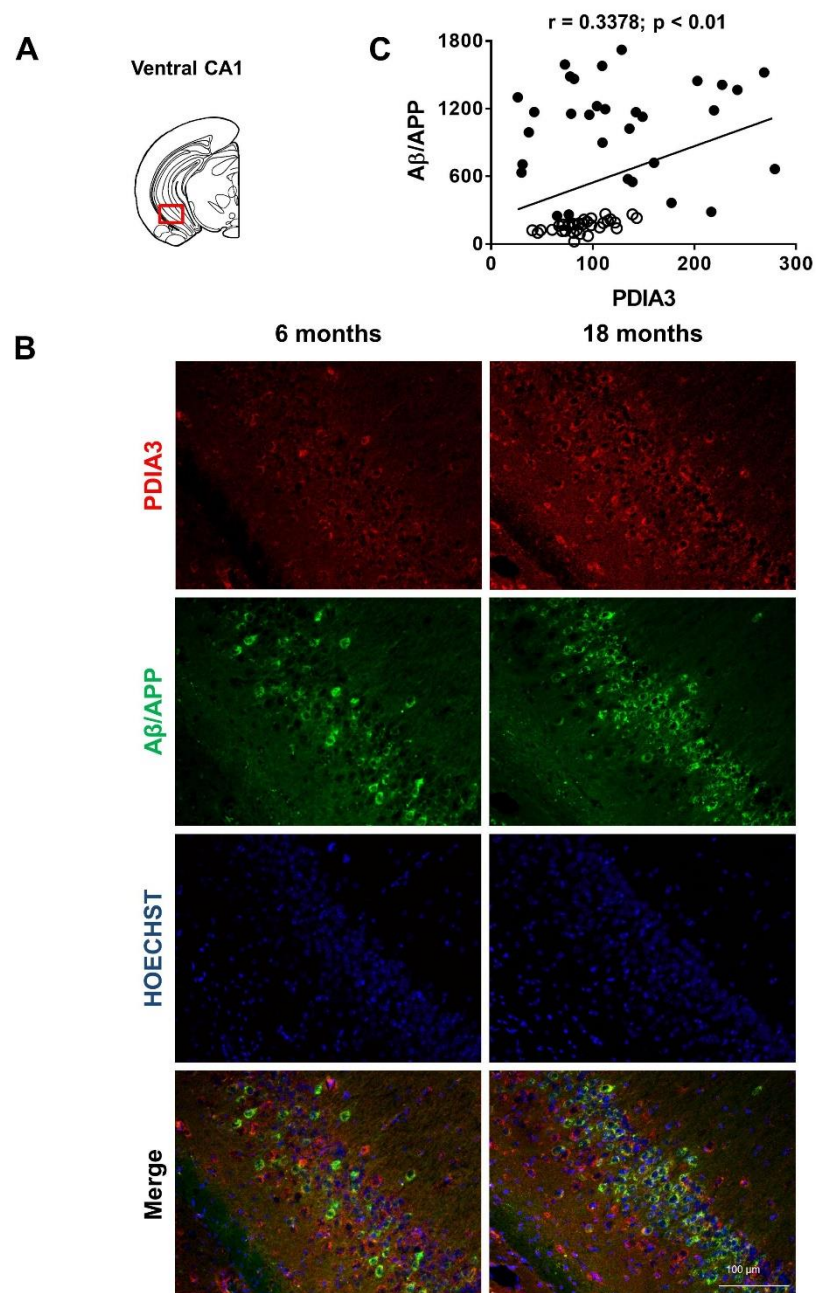 A
Ventral CA1
C
r = 0.3378; p < 0.01
Aβ/APP
1800
1200
600
0
0 100 200 300
PDIA3
B
6 months 18 months
PDIA3
Aβ/APP
HOECHST
Merge
100 μm